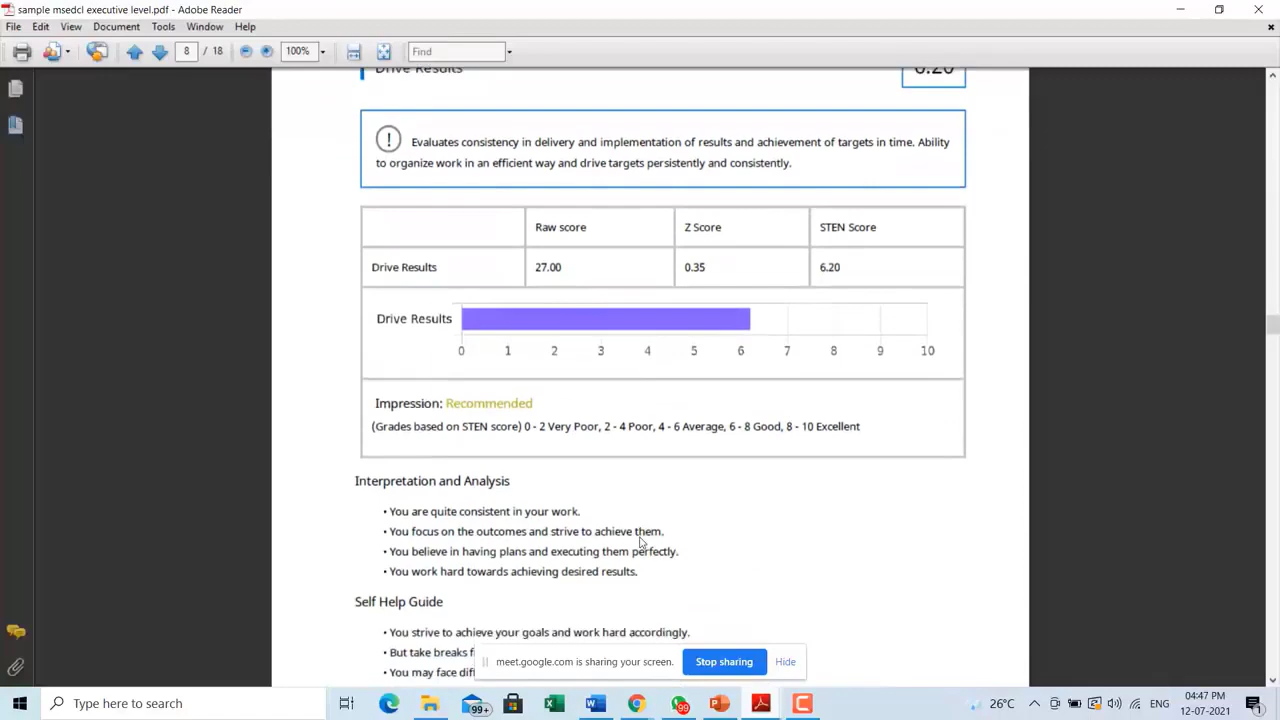 sample msedcl executive level.pdf - Adobe Reader
File Edit View Document Tools Window Help
8 / 18 100% Find
Drive Results 6.20
Evaluates consistency in delivery and implementation of results and achievement of targets in time. Ability
to organize work in an efficient way and drive targets persistently and consistently.
Raw score Z Score STEN Score
Drive Results 27.00 0.35 6.20
Drive Results
0 1 2 3 4 5 6 7 8 9 10
Impression: Recommended
(Grades based on STEN score) 0 - 2 Very Poor, 2 - 4 Poor, 4 - 6 Average, 6 - 8 Good, 8 - 10 Excellent
Interpretation and Analysis
• You are quite consistent in your work.
• You focus on the outcomes and strive to achieve them.
• You believe in having plans and executing them perfectly.
• You work hard towards achieving desired results.
Self Help Guide
• You strive to achieve your goals and work hard accordingly.
• But take breaks
• You may face
meet.google.com is sharing your screen. Stop sharing Hide
Type here to search 99+ 99 26°C ENG 04:47 PM
12-07-2021 1